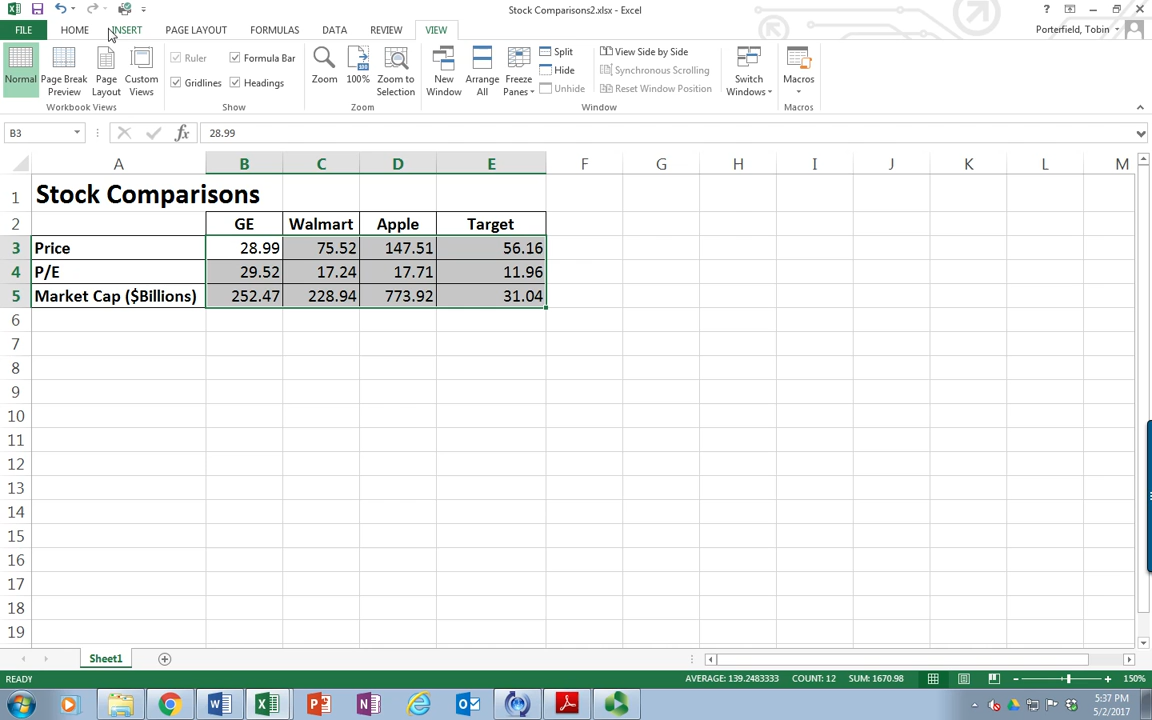 Stock Comparisons2.xlsx - Excel
?
FILE HOME INSERT PAGE LAYOUT FORMULAS DATA REVIEW VIEW Porterfield, Tobin
Normal Page Break Preview Page Layout Custom Views
Ruler Formula Bar
Gridlines Headings
Zoom 100% Zoom to Selection
New Window Arrange All Freeze Panes
Split View Side by Side
Hide Synchronous Scrolling
Unhide Reset Window Position
Switch Windows Macros
Workbook Views Show Zoom Window Macros
B3 fx 28.99
A B C D E F G H I J K L M
1 Stock Comparisons
2 GE Walmart Apple Target
3 Price 28.99 75.52 147.51 56.16
4 P/E 29.52 17.24 17.71 11.96
5 Market Cap ($Billions) 252.47 228.94 773.92 31.04
6
7
8
9
10
11
12
13
14
15
16
17
18
19
Sheet1
READY AVERAGE: 139.2483333 COUNT: 12 SUM: 1670.98 150%
5:37 PM
5/2/2017